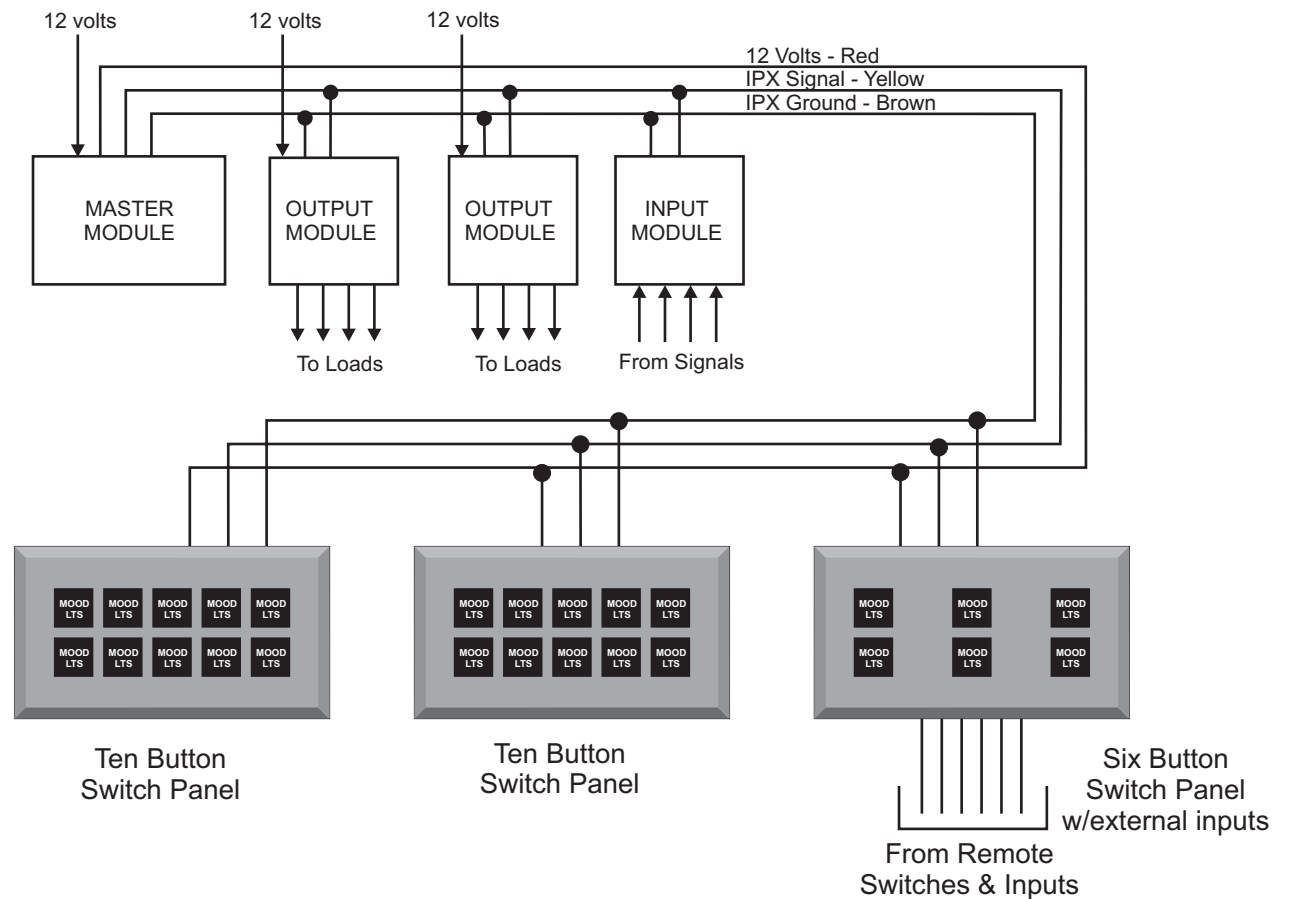 12 volts
12 volts
12 volts
12 Volts - Red
IPX Signal - Yellow
IPX Ground - Brown
MASTER
MODULE
OUTPUT
MODULE
OUTPUT
MODULE
INPUT
MODULE
To Loads
To Loads
From Signals
MOOD
LTS
MOOD
LTS
MOOD
LTS
MOOD
LTS
MOOD
LTS
MOOD
LTS
MOOD
LTS
MOOD
LTS
MOOD
LTS
MOOD
LTS
MOOD
LTS
MOOD
LTS
MOOD
LTS
MOOD
LTS
MOOD
LTS
MOOD
LTS
MOOD
LTS
MOOD
LTS
MOOD
LTS
MOOD
LTS
MOOD
LTS
MOOD
LTS
MOOD
LTS
MOOD
LTS
MOOD
LTS
MOOD
LTS
Ten Button
Switch Panel
Ten Button
Switch Panel
Six Button
Switch Panel
w/external inputs
From Remote
Switches & Inputs